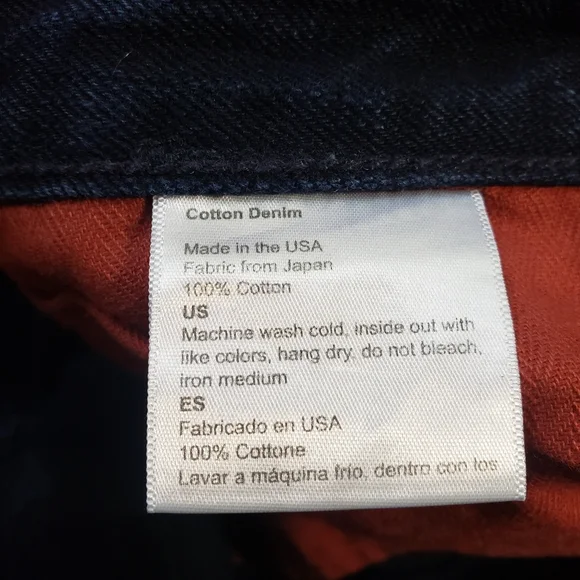 Cotton Denim
Made in the USA
Fabric from Japan
100% Cotton
US
Machine wash cold, inside out with
like colors, hang dry, do not bleach,
iron medium
ES
Fabricado en USA
100% Cottone
Lavar a máquina frio, dentro con los